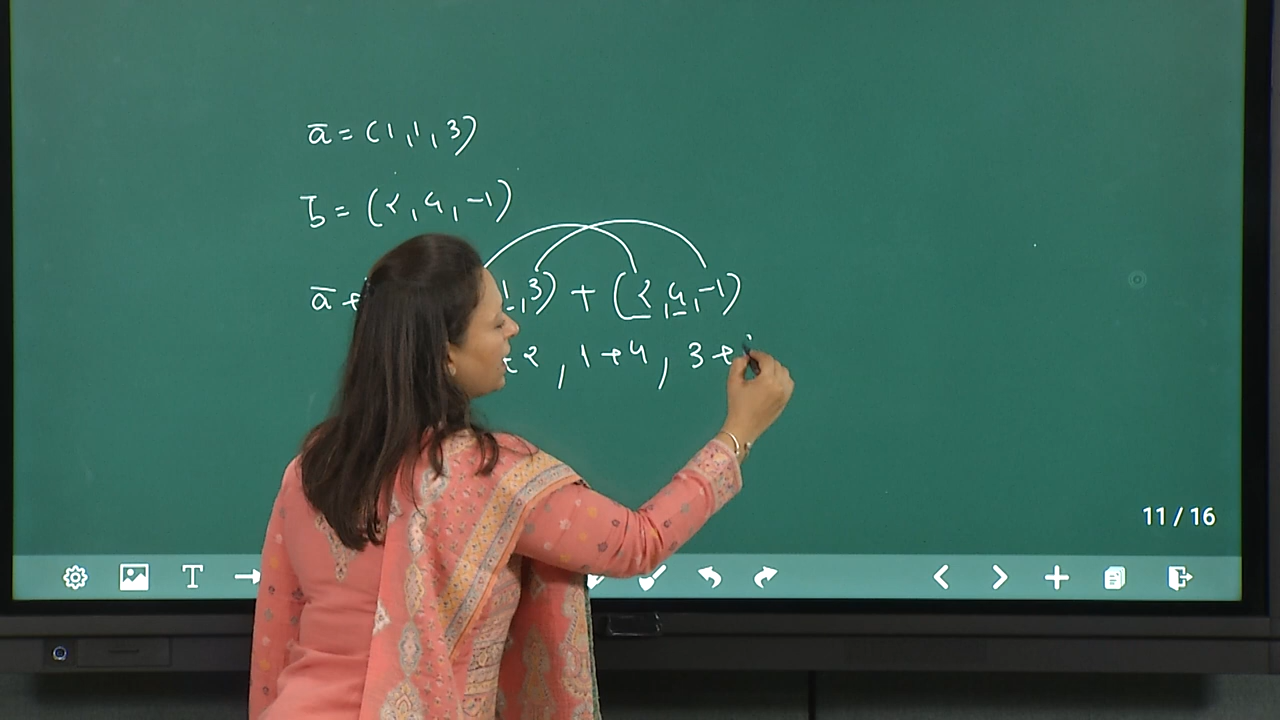 ā = (1, 1, 3)
b̄ = (2, 4, -1)
ā + 1, 3) + (2, 4, -1)
+2, 1+4, 3+
11 / 16
T